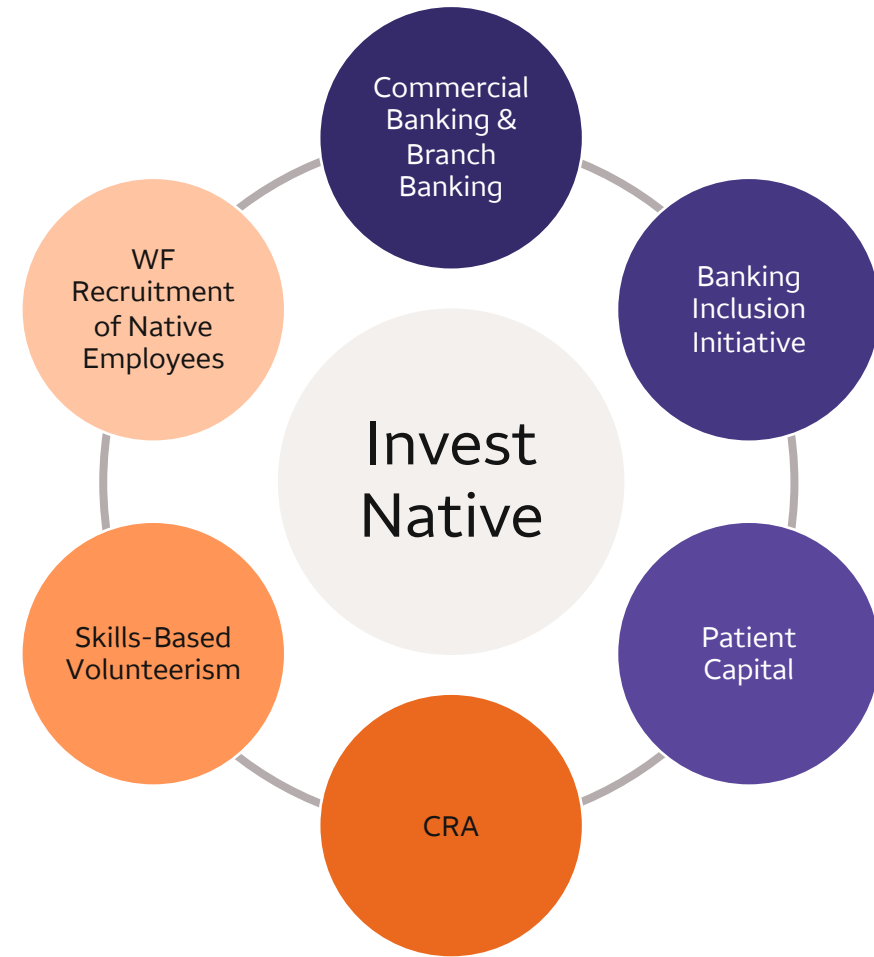 Commercial
Banking &
Branch
Banking
Banking
Inclusion
Initiative
Patient
Capital
CRA
Skills-Based
Volunteerism
WF
Recruitment
of Native
Employees
Invest
Native